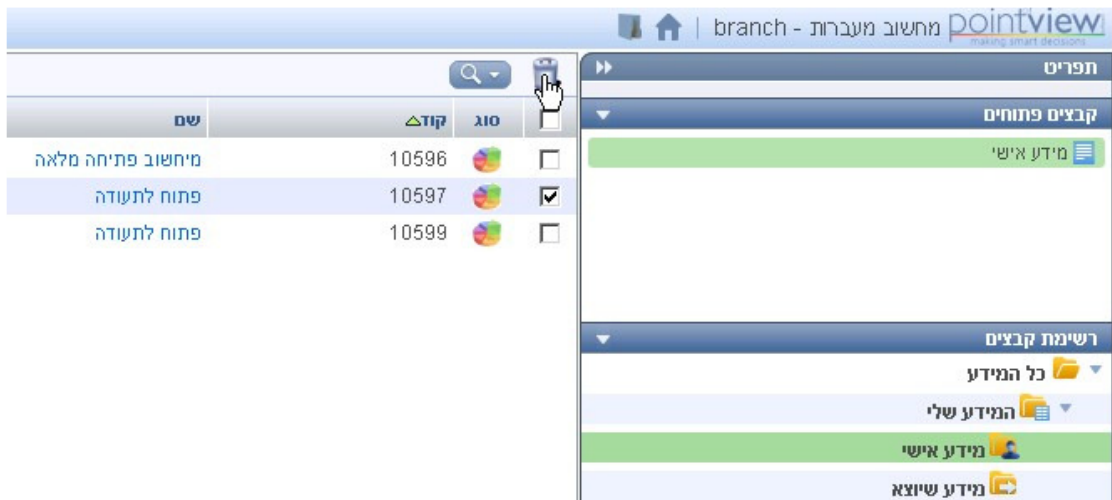 pointview מחשוב מעברות - branch |
making smart decisions
תפריט
קבצים פתוחים
מידע אישי
רשימת קבצים
כל המידע
המידע שלי
מידע אישי
מידע שיוצא
סוג קוד שם
10596 מיחשוב פתיחה מלאה
10597 פתוח לתעודה
10599 פתוח לתעודה